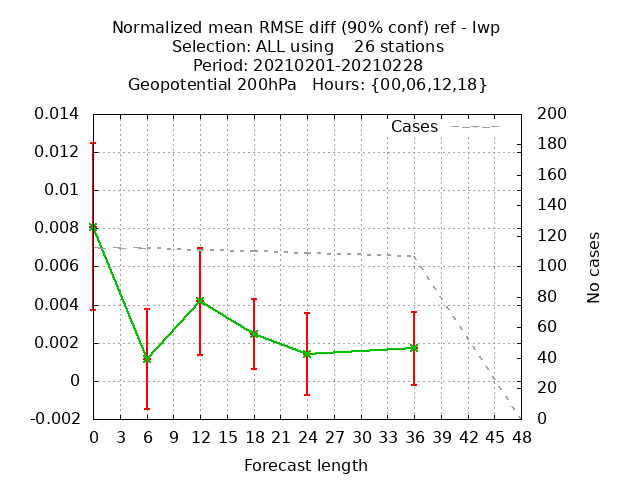 Normalized mean RMSE diff (90% conf) ref - lwp
Selection: ALL using    26 stations
Period: 20210201-20210228
Geopotential 200hPa   Hours: {00,06,12,18}
0.014
0.012
0.01
0.008
0.006
0.004
0.002
0
-0.002
Cases
200
180
160
140
120
100
80
60
40
20
0
No cases
0 3 6 9 12 15 18 21 24 27 30 33 36 39 42 45 48
Forecast length